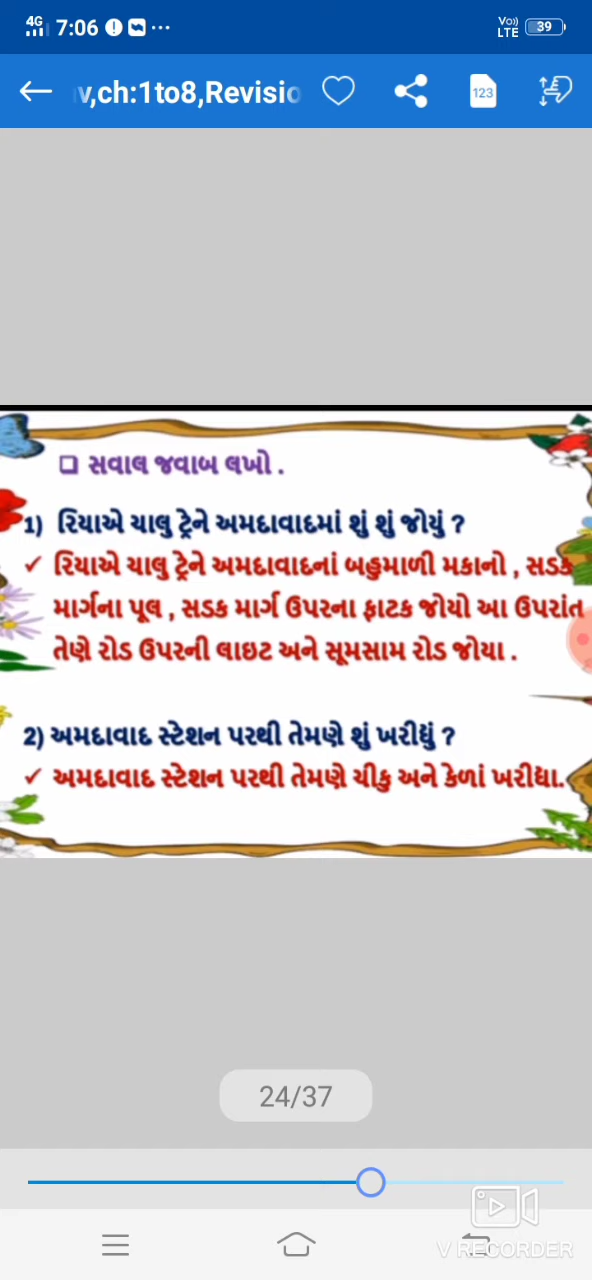 4G 7:06 ...
Vo)) LTE 39
v,ch:1to8,Revisio
123
❑ સવાલ જવાબ લખો .
1) રિયાએ ચાલુ ટ્રેને અમદાવાદમાં શું શું જોયું ?
✓ રિયાએ ચાલુ ટ્રેને અમદાવાદનાં બહુમાળી મકાનો , સડક
માર્ગના પૂલ , સડક માર્ગ ઉપરના ફાટક જોયો આ ઉપરાંત
તેણે રોડ ઉપરની લાઇટ અને સૂમસામ રોડ જોયા .
2) અમદાવાદ સ્ટેશન પરથી તેમણે શું ખરીધું ?
✓ અમદાવાદ સ્ટેશન પરથી તેમણે ચીકુ અને કેળાં ખરીધા.
24/37
V RECORDER